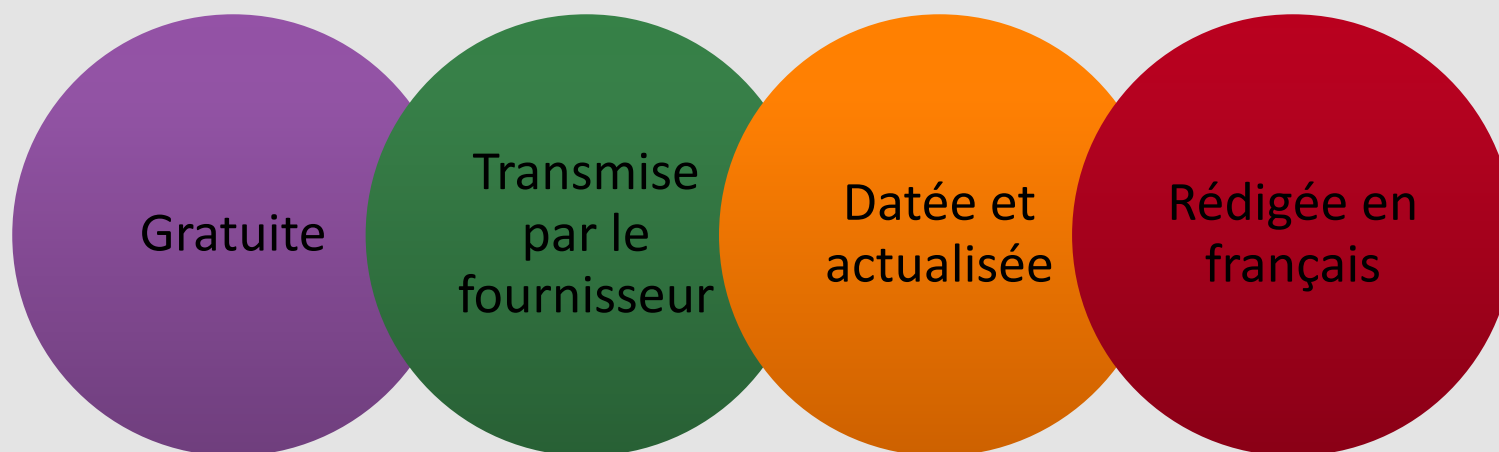 Gratuite
Transmise
par le
fournisseur
Datée et
actualisée
Rédigée en
français